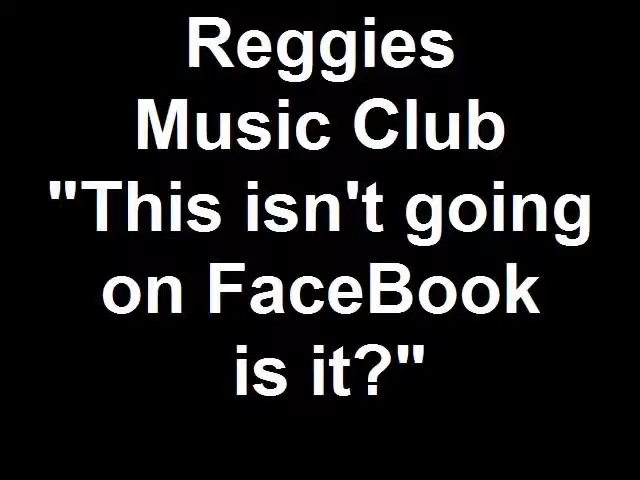 Reggies
Music Club
"This isn't going
on FaceBook
is it?"